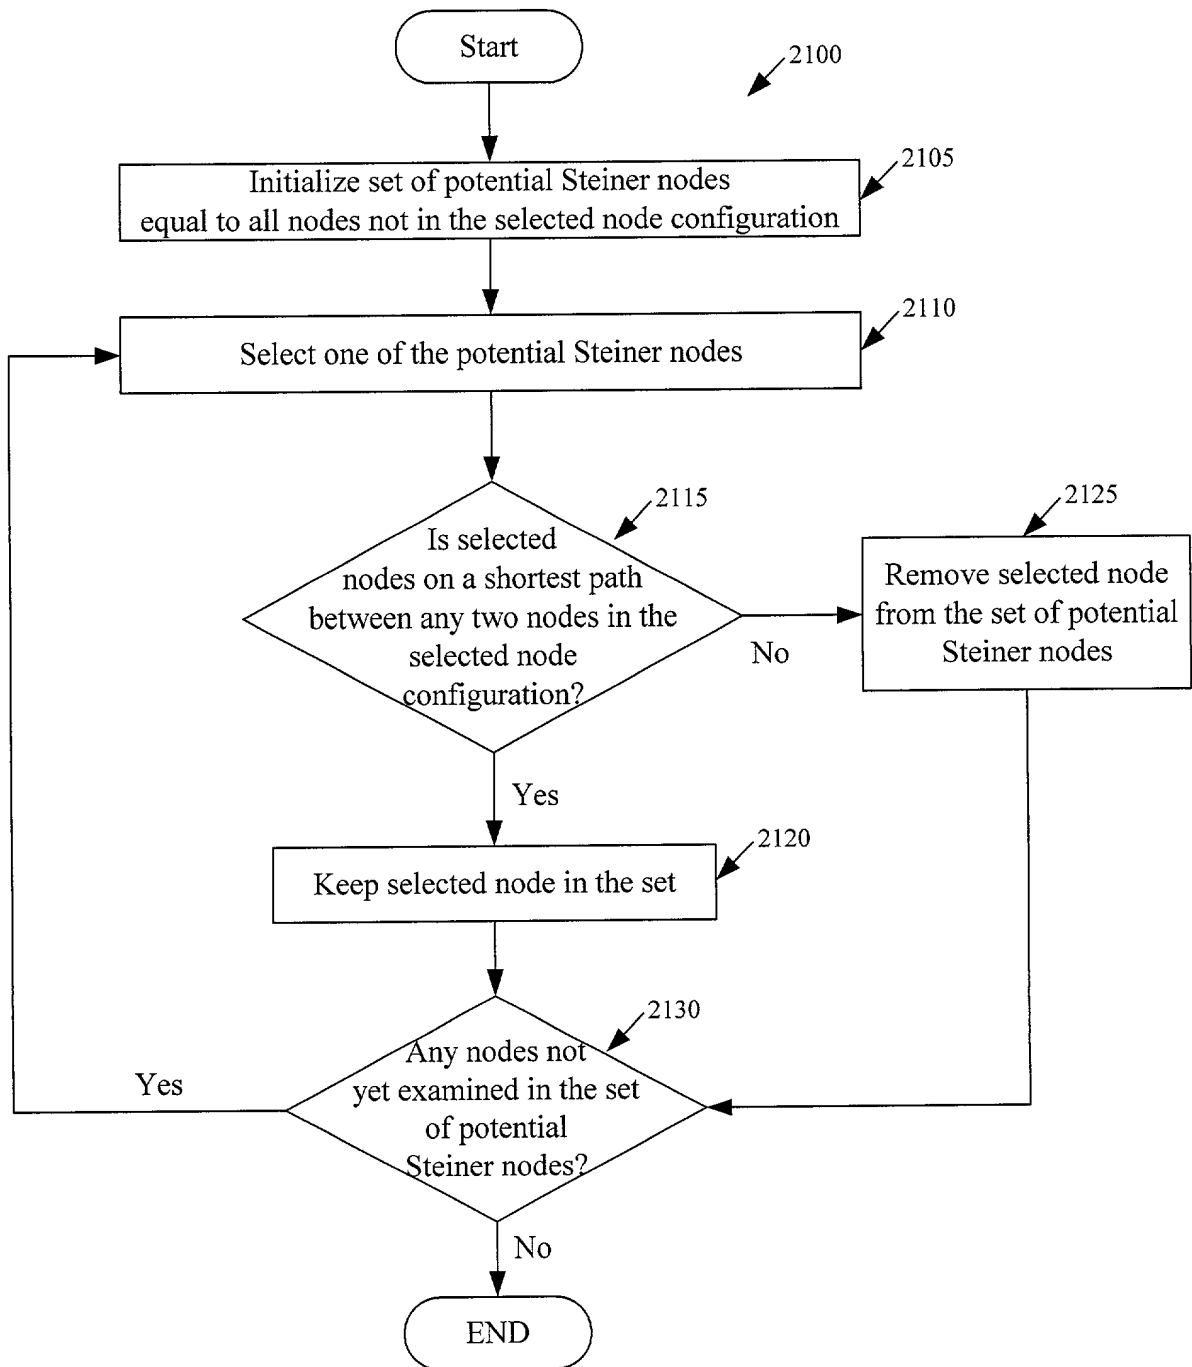 Start
2100
2105
Initialize set of potential Steiner nodes
equal to all nodes not in the selected node configuration
2110
Select one of the potential Steiner nodes
2115
Is selected
nodes on a shortest path
between any two nodes in the
selected node
configuration?
No
2125
Remove selected node
from the set of potential
Steiner nodes
Yes
2120
Keep selected node in the set
2130
Any nodes not
yet examined in the set
of potential
Steiner nodes?
Yes
No
END